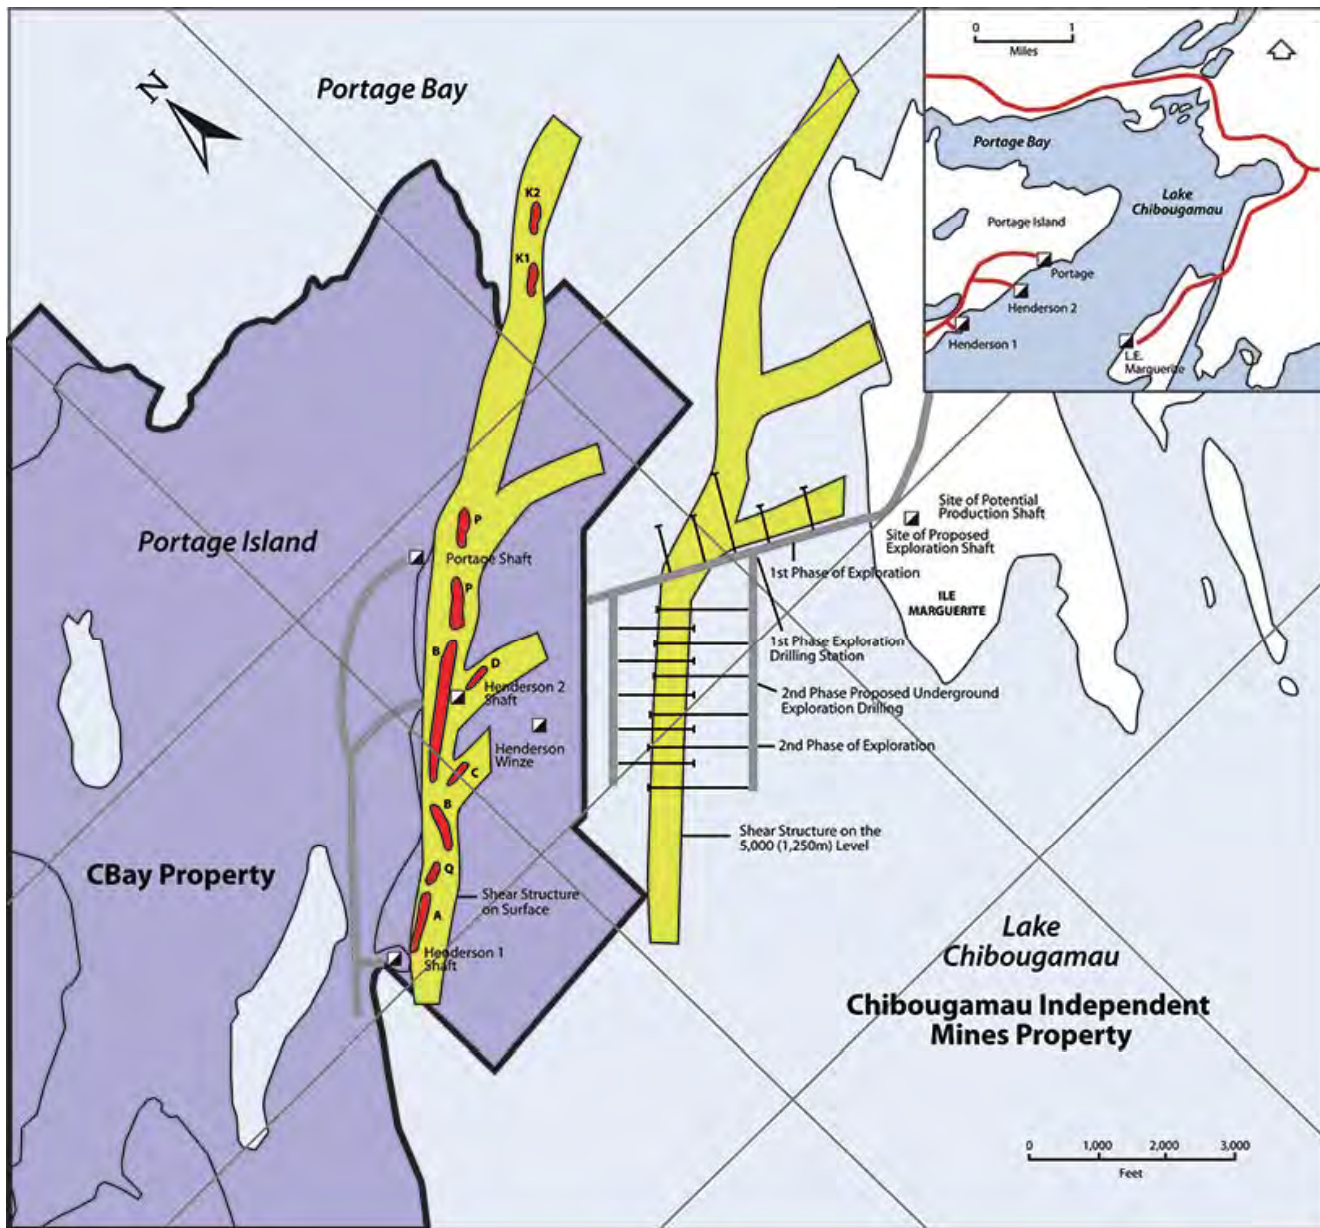 N
Portage Bay
K2
K1
Portage Island
P
Portage Shaft
P
B
D
Henderson 2
Shaft
Henderson
Winze
C
B
Q
A
CBay Property
Shear Structure
on Surface
Henderson 1
Shaft
0 1
Miles
Portage Bay
Lake
Chibougamau
Portage Island
Portage
Henderson 2
Henderson 1
L.E.
Marguerite
Site of Potential
Production Shaft
Site of Proposed
Exploration Shaft
1st Phase of Exploration
ILE
MARGUERITE
1st Phase Exploration
Drilling Station
2nd Phase Proposed Underground
Exploration Drilling
2nd Phase of Exploration
Shear Structure on the
5,000 (1,250m) Level
Lake
Chibougamau
Chibougamau Independent
Mines Property
0 1,000 2,000 3,000
Feet